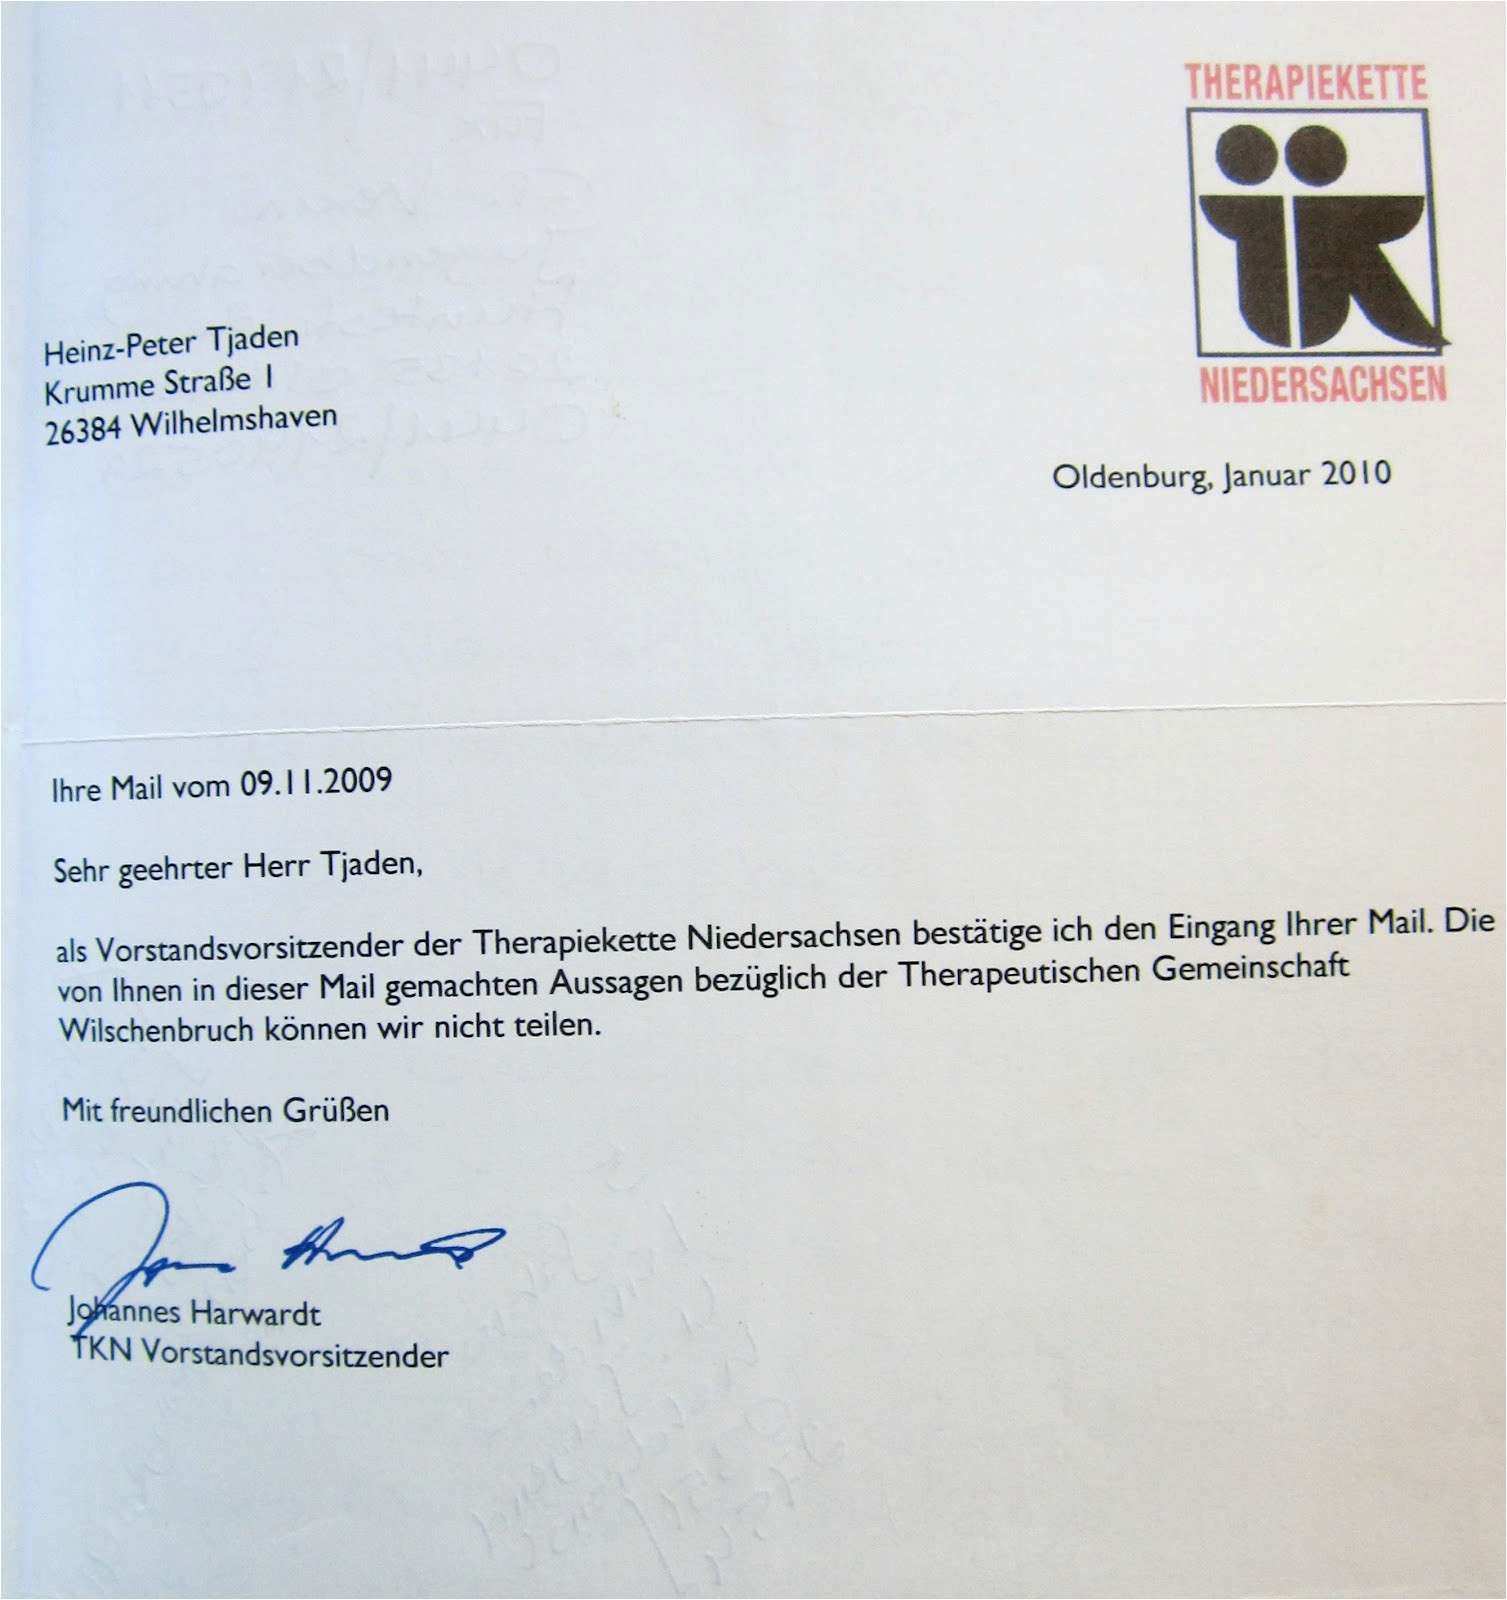 THERAPIEKETTE
NIEDERSACHSEN
Heinz-Peter Tjaden
Krumme Straße 1
26384 Wilhelmshaven
Oldenburg, Januar 2010
Ihre Mail vom 09.11.2009
Sehr geehrter Herr Tjaden,
als Vorstandsvorsitzender der Therapiekette Niedersachsen bestätige ich den Eingang Ihrer Mail. Die
von Ihnen in dieser Mail gemachten Aussagen bezüglich der Therapeutischen Gemeinschaft
Wilschenbruch können wir nicht teilen.
Mit freundlichen Grüßen
Johannes Harwardt
TKN Vorstandsvorsitzender